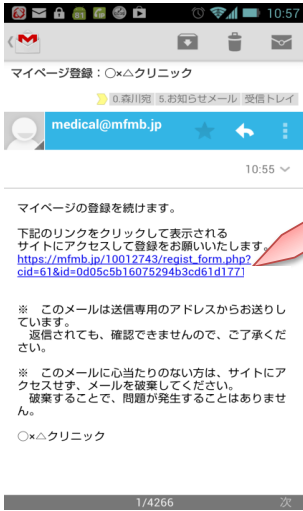 10:57
マイページ登録：○×△クリニック
0.森川宛 5.お知らせメール 受信トレイ
medical@mfmb.jp
10:55
マイページの登録を続けます。
下記のリンクをクリックして表示される
サイトにアクセスして登録をお願いいたします。
https://mfmb.jp/10012743/regist_form.php?
cid=61&id=0d05c5b16075294b3cd61d1771
※　このメールは送信専用のアドレスからお送りし
ています。
　返信されても、確認できませんので、ご了承くだ
さい。
※　このメールに心当たりのない方は、サイトにア
クセスせず、メールを破棄してください。
　破棄することで、問題が発生することはありませ
ん。
○×△クリニック
1/4266
次